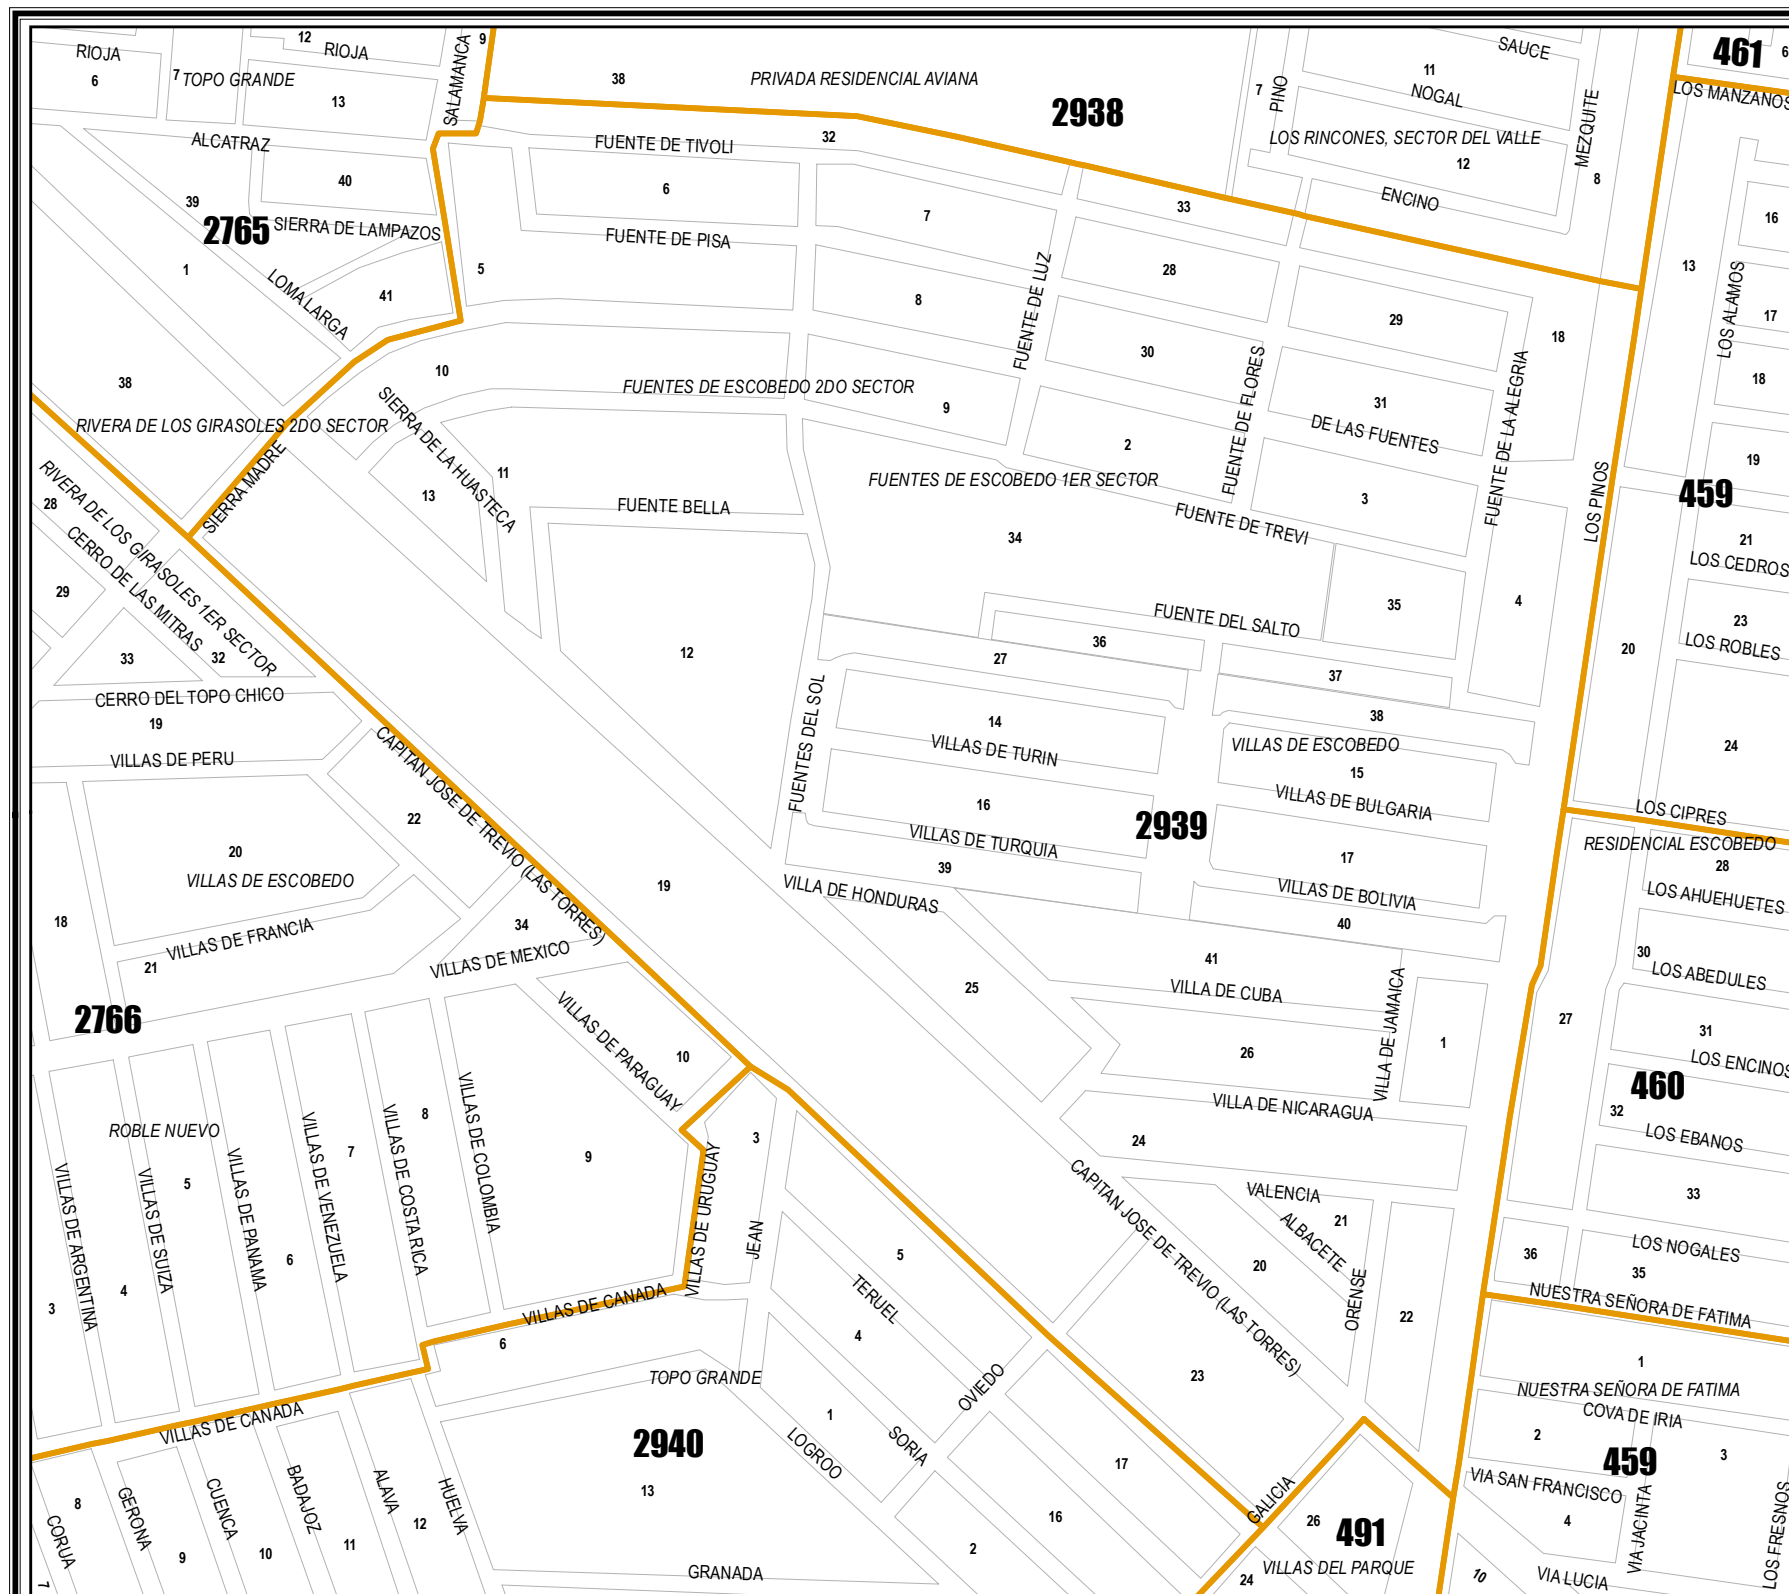 RIOJA
12
RIOJA
SALAMANCA
9
6
7
TOPO GRANDE
13
38
PRIVADA RESIDENCIAL AVIANA
2938
7
PINO
SAUCE
11
NOGAL
LOS RINCONES, SECTOR DEL VALLE
12
ENCINO
MEZQUITE
8
461
6
LOS MANZANOS
ALCATRAZ
40
39
2765
SIERRA DE LAMPAZOS
1
LOMA LARGA
41
38
RIVERA DE LOS GIRASOLES 2DO SECTOR
SIERRA MADRE
FUENTE DE TIVOLI
32
6
FUENTE DE PISA
5
7
33
8
FUENTE DE LUZ
28
30
29
18
31
DE LAS FUENTES
FUENTE DE FLORES
FUENTE DE LA ALEGRIA
10
FUENTES DE ESCOBEDO 2DO SECTOR
9
2
SIERRA DE LA HUASTECA
11
13
FUENTE BELLA
FUENTES DE ESCOBEDO 1ER SECTOR
3
FUENTE DE TREVI
34
35
4
LOS PINOS
13
16
LOS ALAMOS
17
18
19
459
21
LOS CEDROS
23
LOS ROBLES
20
24
LOS CIPRES
RIVERA DE LOS GIRASOLES 1ER SECTOR
28
CERRO DE LAS MITRAS
29
33
32
CERRO DEL TOPO CHICO
19
VILLAS DE PERU
CAPITAN JOSE DE TREVIO (LAS TORRES)
22
20
VILLAS DE ESCOBEDO
18
VILLAS DE FRANCIA
21
34
VILLAS DE MEXICO
2766
12
FUENTES DEL SOL
FUENTE DEL SALTO
36
27
37
38
14
VILLAS DE TURIN
VILLAS DE ESCOBEDO
15
VILLAS DE BULGARIA
16
2939
VILLAS DE TURQUIA
17
39
VILLAS DE BOLIVIA
VILLA DE HONDURAS
40
19
41
25
VILLA DE CUBA
VILLA DE JAMAICA
26
1
VILLA DE NICARAGUA
24
RESIDENCIAL ESCOBEDO
28
LOS AHUEHUETES
30
LOS ABEDULES
27
31
LOS ENCINOS
460
32
LOS EBANOS
33
36
LOS NOGALES
35
NUESTRA SEÑORA DE FATIMA
VILLAS DE PARAGUAY
10
ROBLE NUEVO
VILLAS DE ARGENTINA
VILLAS DE SUIZA
5
VILLAS DE PANAMA
VILLAS DE VENEZUELA
7
VILLAS DE COSTA RICA
8
VILLAS DE COLOMBIA
9
3
4
6
VILLAS DE URUGUAY
3
JEAN
5
TERUEL
4
VILLAS DE CANADA
6
TOPO GRANDE
VILLAS DE CANADA
CAPITAN JOSE DE TREVIO (LAS TORRES)
VALENCIA
21
ALBACETE
20
ORENSE
22
23
1
NUESTRA SEÑORA DE FATIMA
COVA DE IRIA
2
459
3
VIA SAN FRANCISCO
VIA JACINTA
4
VIA LUCIA
LOS FRESNOS
10
OVIEDO
1
SORIA
LOGROO
2940
13
17
16
2
GRANADA
GALICIA
26
491
VILLAS DEL PARQUE
24
8
CORUA
GERONA
9
CUENCA
10
BADAJOZ
11
ALAVA
12
HUELVA
7